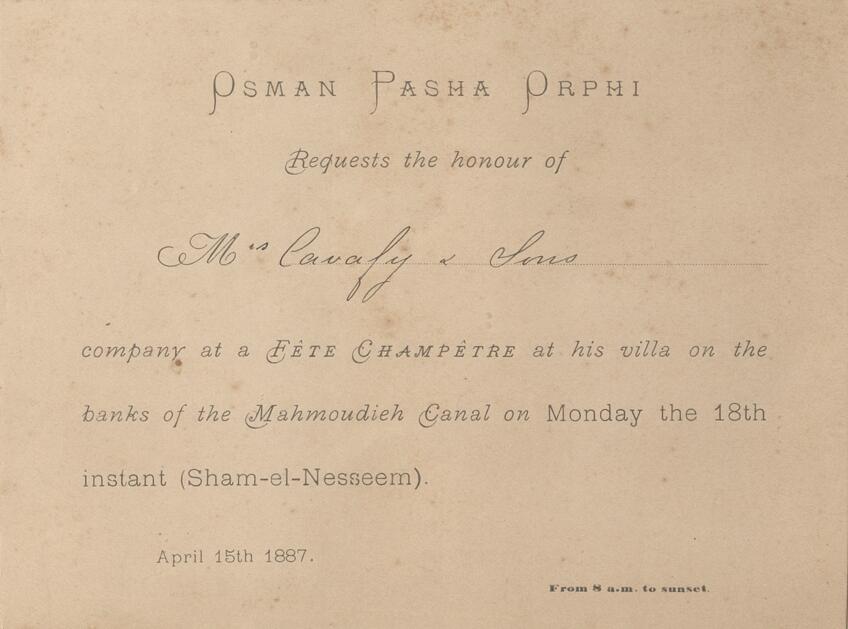 Osman Pasha Orphi
Requests the honour of
Mrs Cavafy & Sons
company at a Fête Champêtre at his villa on the
banks of the Mahmoudieh Canal on Monday the 18th
instant (Sham-el-Nesseem).
April 15th 1887.
From 8 a.m. to sunset.